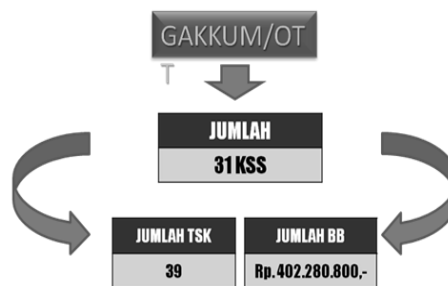 GAKKUM/OT
T
JUMLAH
31 KSS
JUMLAH TSK
JUMLAH BB
39
Rp. 402.280.800,-